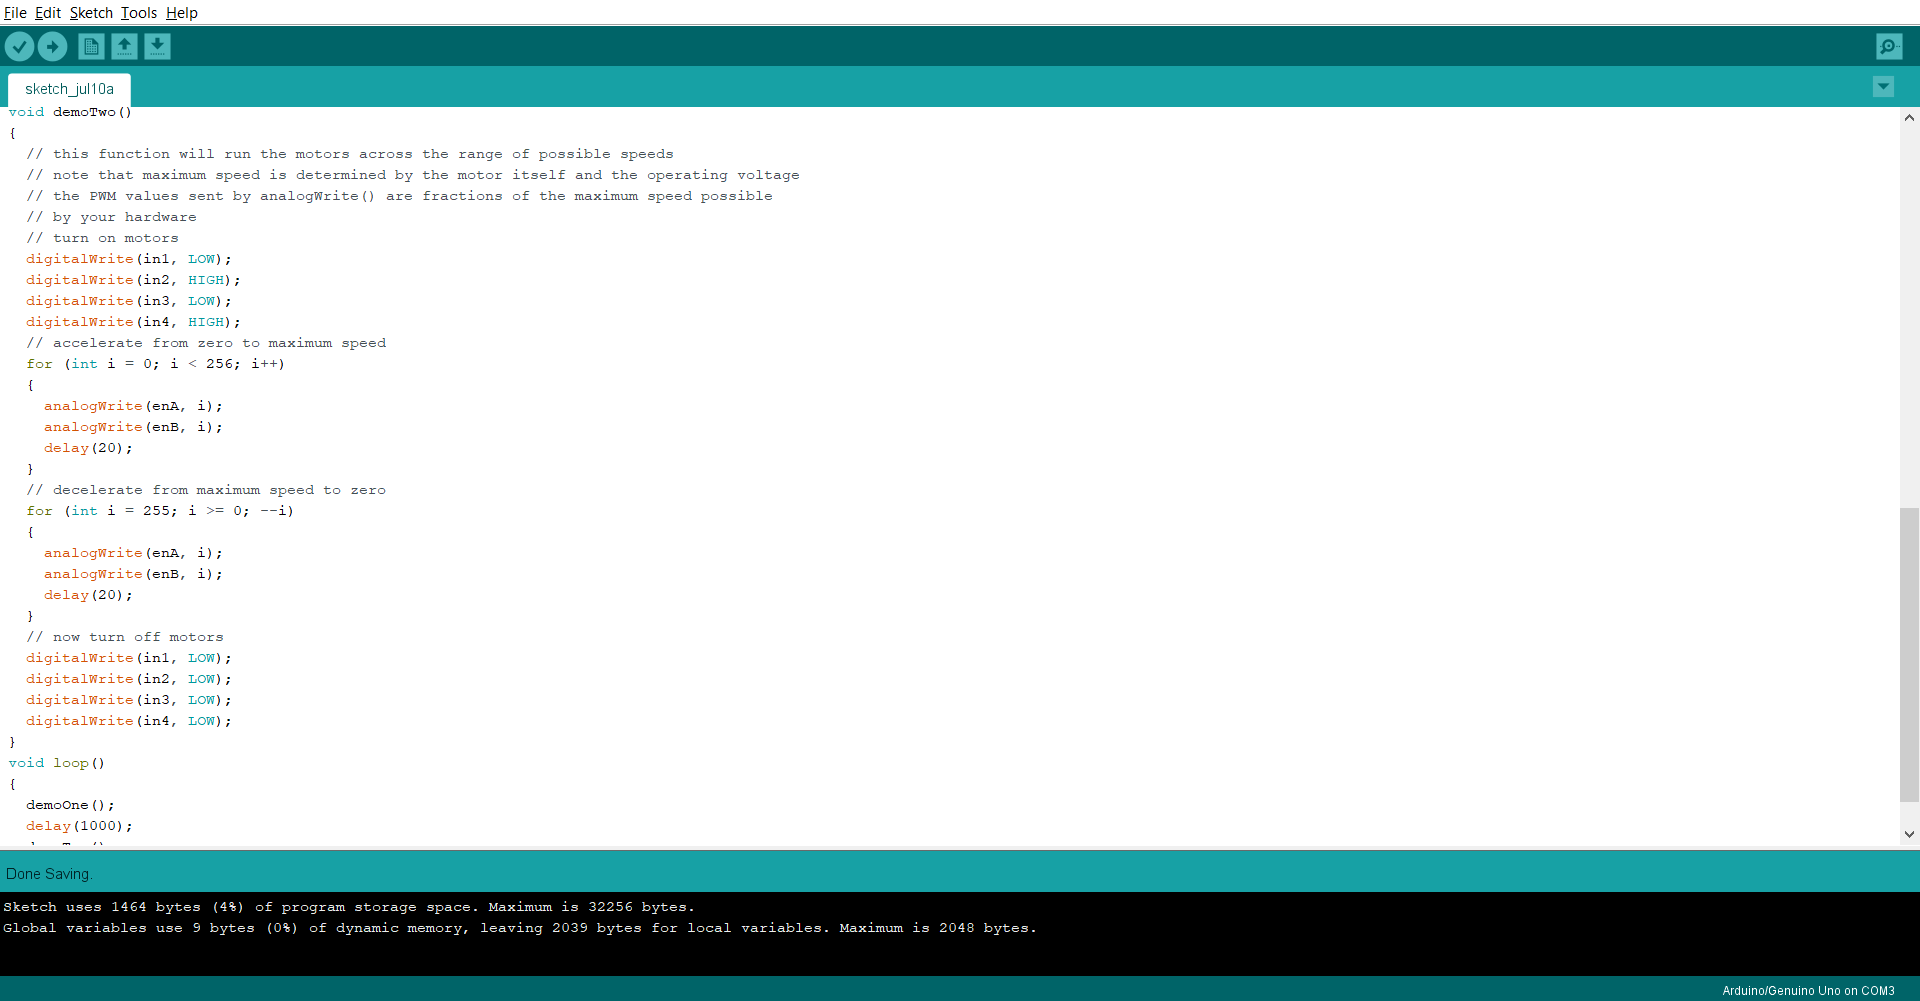 File Edit Sketch Tools Help
sketch_jul10a
void demoTwo()
{
  // this function will run the motors across the range of possible speeds
  // note that maximum speed is determined by the motor itself and the operating voltage
  // the PWM values sent by analogWrite() are fractions of the maximum speed possible
  // by your hardware
  // turn on motors
  digitalWrite(in1, LOW);
  digitalWrite(in2, HIGH);
  digitalWrite(in3, LOW);
  digitalWrite(in4, HIGH);
  // accelerate from zero to maximum speed
  for (int i = 0; i < 256; i++)
  {
    analogWrite(enA, i);
    analogWrite(enB, i);
    delay(20);
  }
  // decelerate from maximum speed to zero
  for (int i = 255; i >= 0; --i)
  {
    analogWrite(enA, i);
    analogWrite(enB, i);
    delay(20);
  }
  // now turn off motors
  digitalWrite(in1, LOW);
  digitalWrite(in2, LOW);
  digitalWrite(in3, LOW);
  digitalWrite(in4, LOW);
}
void loop()
{
  demoOne();
  delay(1000);
Done Saving.
Sketch uses 1464 bytes (4%) of program storage space. Maximum is 32256 bytes.
Global variables use 9 bytes (0%) of dynamic memory, leaving 2039 bytes for local variables. Maximum is 2048 bytes.
Arduino/Genuino Uno on COM3